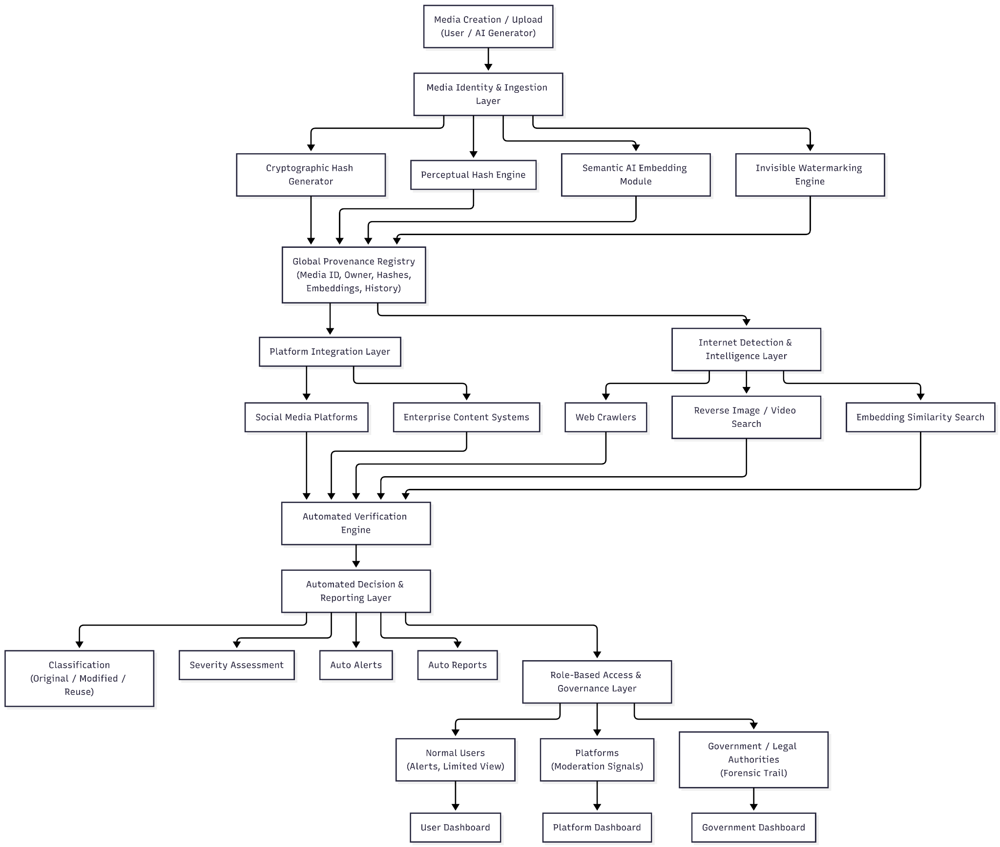 Media Creation / Upload
(User / AI Generator)
Media Identity & Ingestion
Layer
Cryptographic Hash
Generator
Perceptual Hash Engine
Semantic AI Embedding
Module
Invisible Watermarking
Engine
Global Provenance Registry
(Media ID, Owner, Hashes,
Embeddings, History)
Platform Integration Layer
Internet Detection &
Intelligence Layer
Social Media Platforms
Enterprise Content Systems
Web Crawlers
Reverse Image / Video
Search
Embedding Similarity Search
Automated Verification
Engine
Automated Decision &
Reporting Layer
Classification
(Original / Modified /
Reuse)
Severity Assessment
Auto Alerts
Auto Reports
Role-Based Access &
Governance Layer
Normal Users
(Alerts, Limited View)
Platforms
(Moderation Signals)
Government / Legal
Authorities
(Forensic Trail)
User Dashboard
Platform Dashboard
Government Dashboard